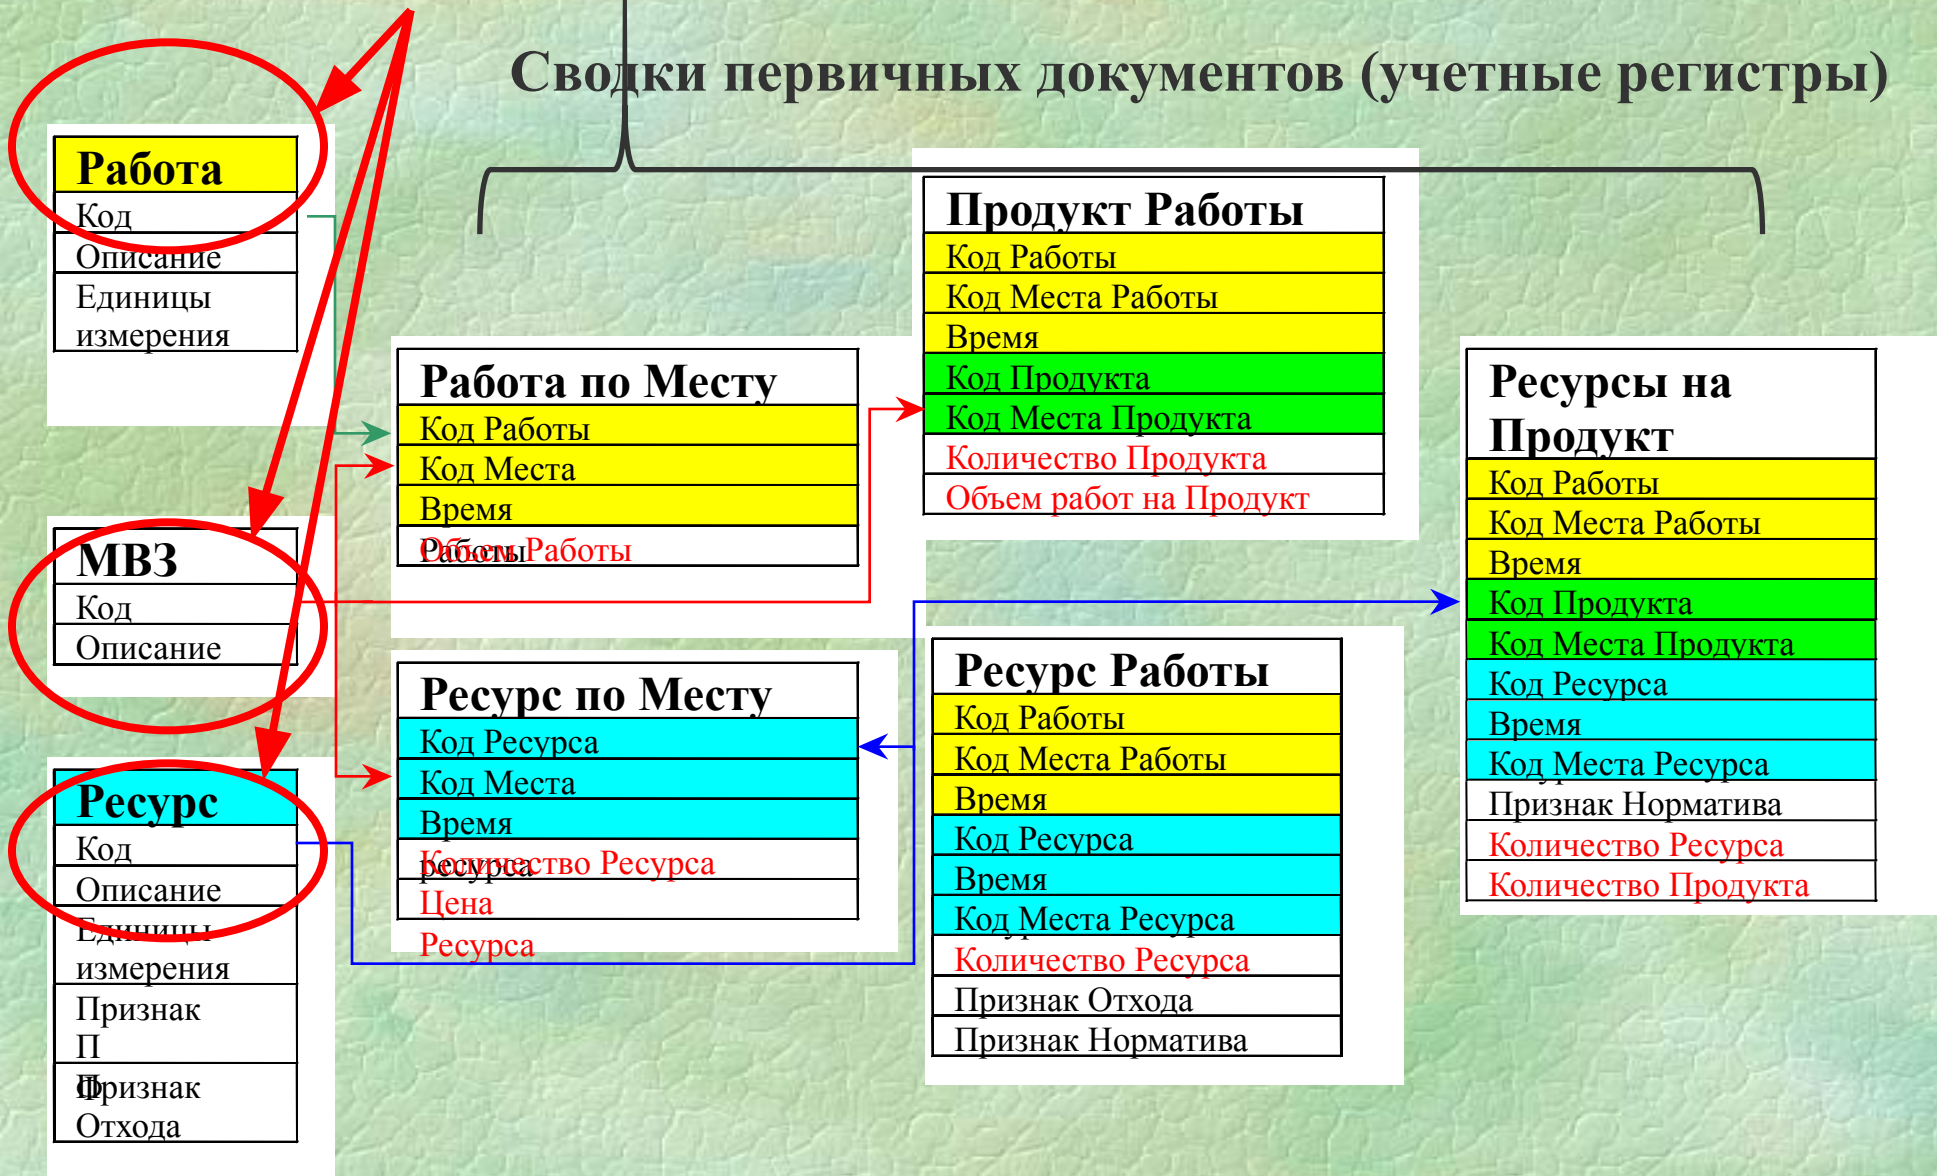 Сводки первичных документов (учетные регистры)
Работа
Код
Описание
Единицы
измерения
МВЗ
Код
Описание
Ресурс
Код
Описание
Единицы
измерения
Признак
П
Признак
Отхода
Работа по Месту
Код Работы
Код Места
Время
Работы
Объем Работы
Ресурс по Месту
Код Ресурса
Код Места
Время
ресурса
Количество Ресурса
Цена
Ресурса
Продукт Работы
Код Работы
Код Места Работы
Время
Код Продукта
Код Места Продукта
Количество Продукта
Объем работ на Продукт
Ресурс Работы
Код Работы
Код Места Работы
Время
Код Ресурса
Время
Код Места Ресурса
Количество Ресурса
Признак Отхода
Признак Норматива
Ресурсы на
Продукт
Код Работы
Код Места Работы
Время
Код Продукта
Код Места Продукта
Код Ресурса
Время
Код Места Ресурса
Признак Норматива
Количество Ресурса
Количество Продукта